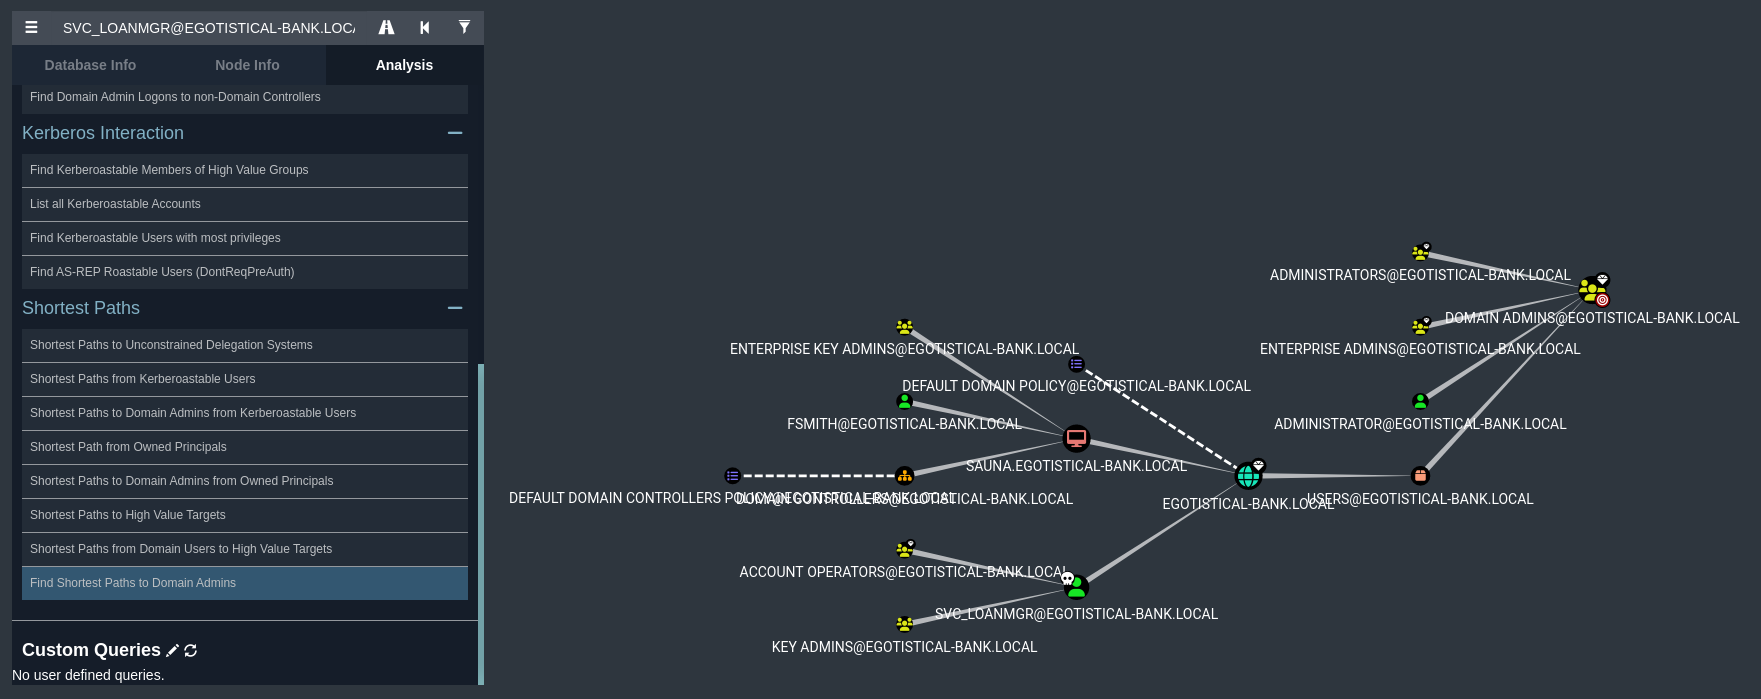 SVC_LOANMGR@EGOTISTICAL-BANK.LOCA
Database Info
Node Info
Analysis
Find Domain Admin Logons to non-Domain Controllers
Kerberos Interaction
Find Kerberoastable Members of High Value Groups
List all Kerberoastable Accounts
Find Kerberoastable Users with most privileges
Find AS-REP Roastable Users (DontReqPreAuth)
Shortest Paths
Shortest Paths to Unconstrained Delegation Systems
Shortest Paths from Kerberoastable Users
Shortest Paths to Domain Admins from Kerberoastable Users
Shortest Path from Owned Principals
Shortest Paths to Domain Admins from Owned Principals
Shortest Paths to High Value Targets
Shortest Paths from Domain Users to High Value Targets
Find Shortest Paths to Domain Admins
Custom Queries
No user defined queries.
ADMINISTRATORS@EGOTISTICAL-BANK.LOCAL
DOMAIN ADMINS@EGOTISTICAL-BANK.LOCAL
ENTERPRISE KEY ADMINS@EGOTISTICAL-BANK.LOCAL
ENTERPRISE ADMINS@EGOTISTICAL-BANK.LOCAL
DEFAULT DOMAIN POLICY@EGOTISTICAL-BANK.LOCAL
FSMITH@EGOTISTICAL-BANK.LOCAL
ADMINISTRATOR@EGOTISTICAL-BANK.LOCAL
SAUNA.EGOTISTICAL-BANK.LOCAL
DEFAULT DOMAIN CONTROLLERS POLICY@EGOTISTICAL-BANK.LOCAL
DOMAIN CONTROLLERS@EGOTISTICAL-BANK.LOCAL
EGOTISTICAL-BANK.LOCAL
USERS@EGOTISTICAL-BANK.LOCAL
ACCOUNT OPERATORS@EGOTISTICAL-BANK.LOCAL
SVC_LOANMGR@EGOTISTICAL-BANK.LOCAL
KEY ADMINS@EGOTISTICAL-BANK.LOCAL